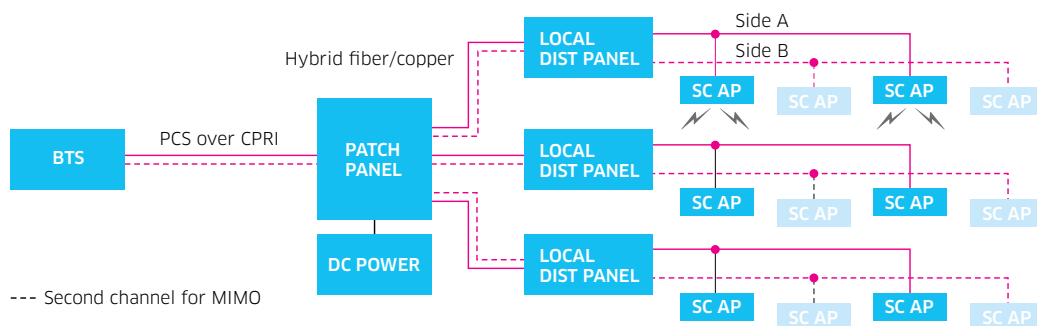 Side A
LOCAL
DIST PANEL
Side B
Hybrid fiber/copper
SC AP
SC AP
SC AP
SC AP
PCS over CPRI
BTS
PATCH
PANEL
LOCAL
DIST PANEL
SC AP
SC AP
SC AP
SC AP
DC POWER
LOCAL
DIST PANEL
--- Second channel for MIMO
SC AP
SC AP
SC AP
SC AP